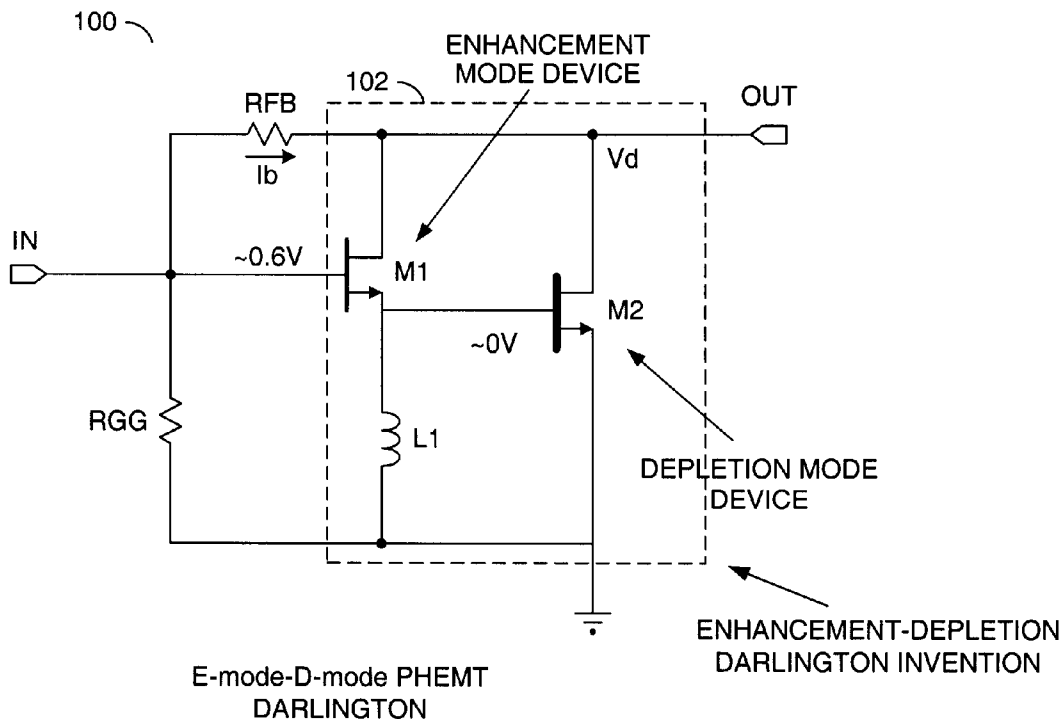 100
ENHANCEMENT
MODE DEVICE
102
RFB
OUT
Ib
Vd
IN
~0.6V
M1
M2
~0V
RGG
L1
DEPLETION MODE
DEVICE
ENHANCEMENT-DEPLETION
DARLINGTON INVENTION
E-mode-D-mode PHEMT
DARLINGTON